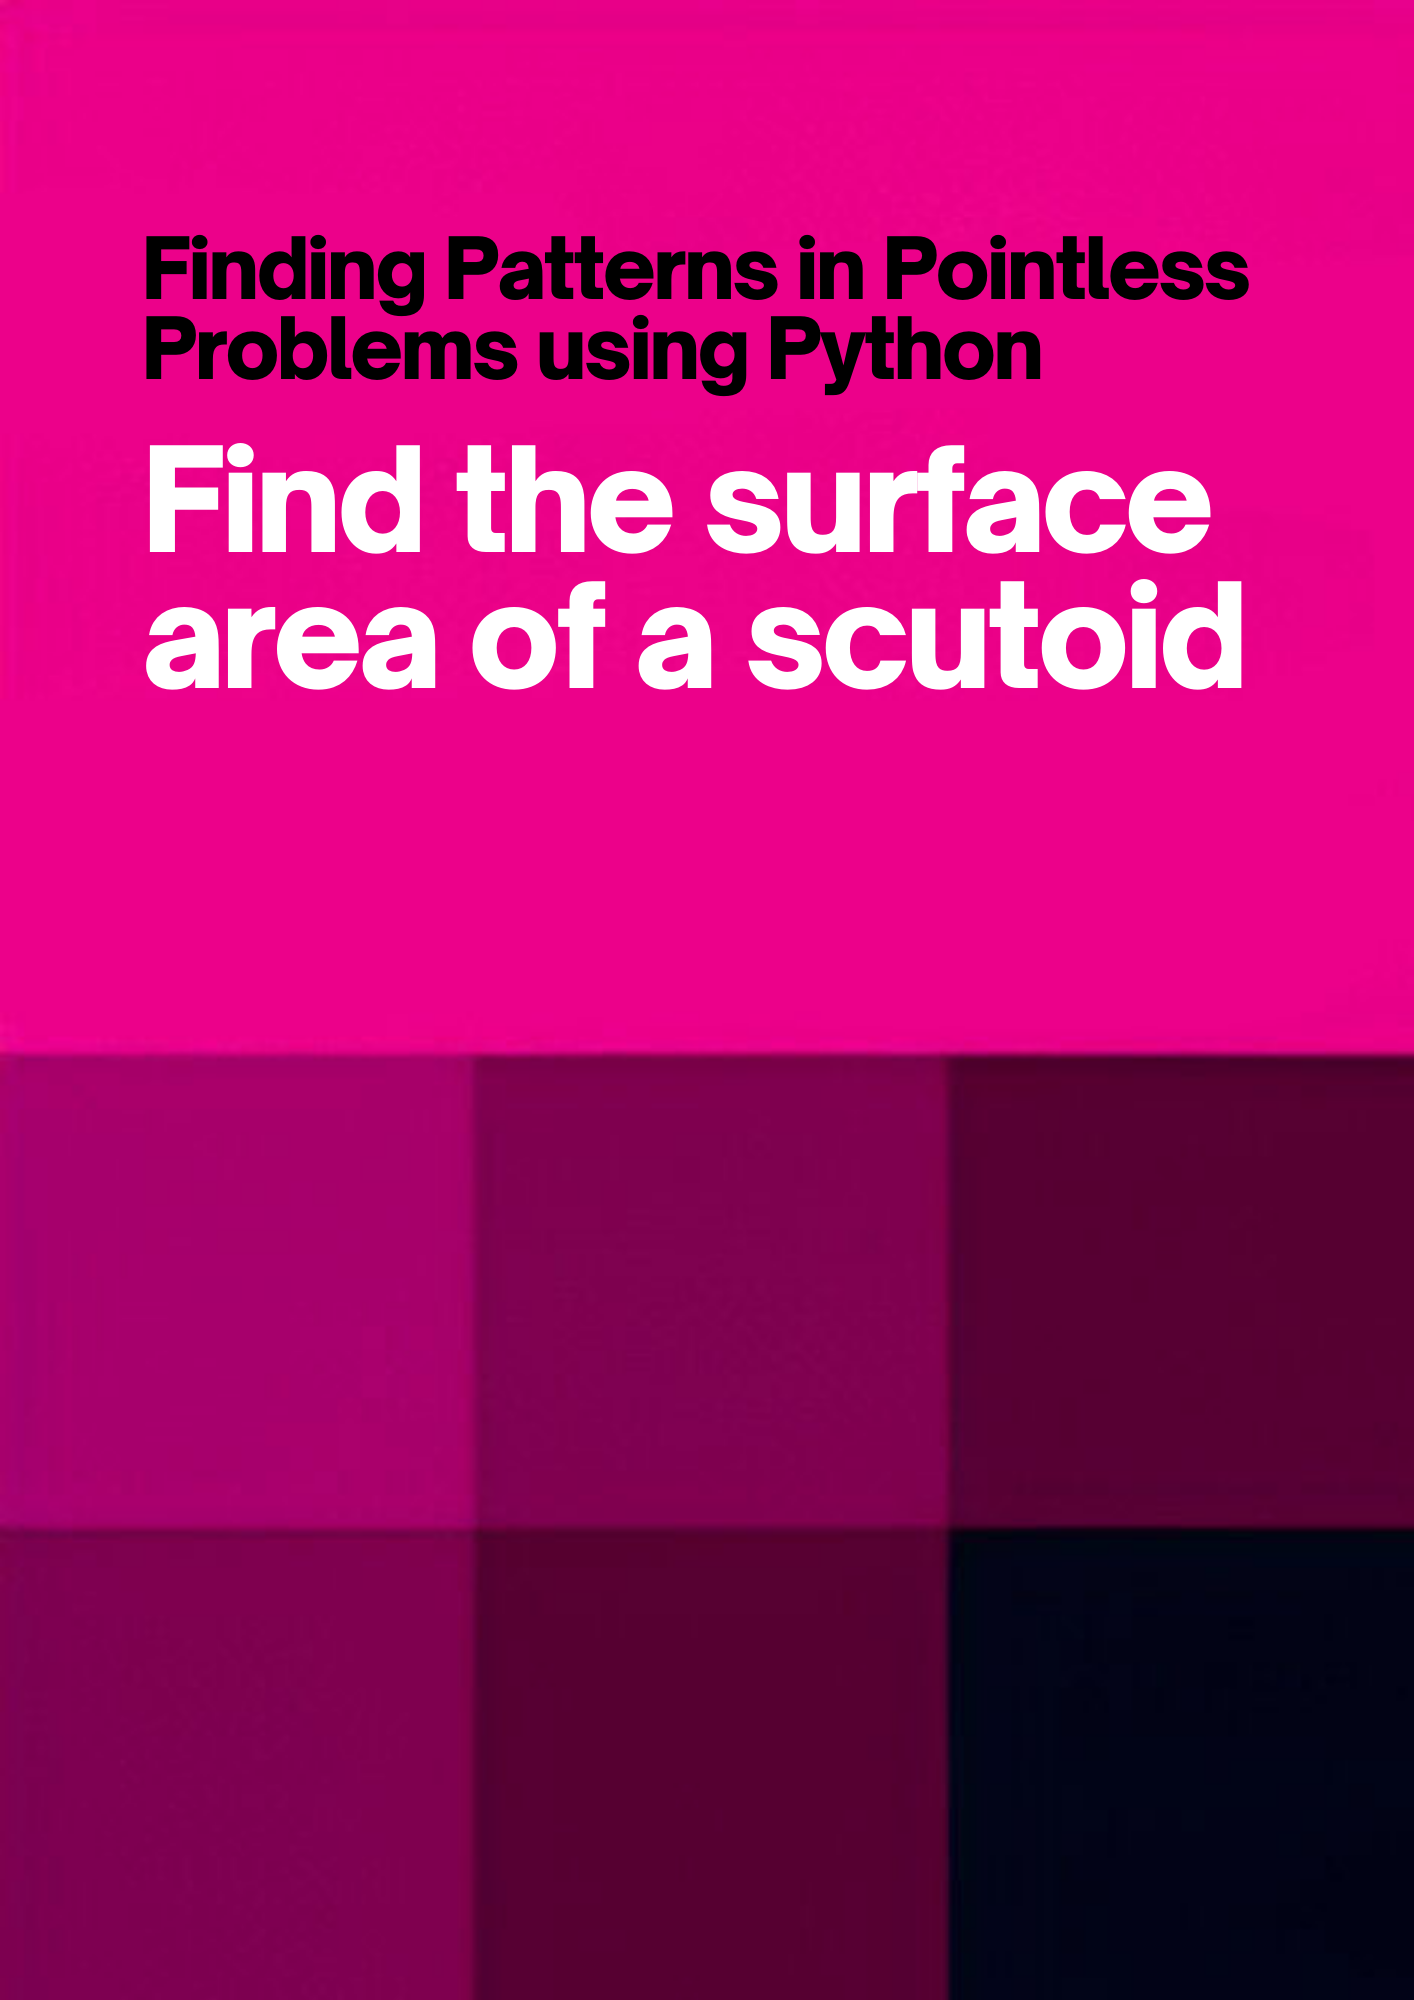 Finding Patterns in Pointless
Problems using Python
Find the surface
area of a scutoid